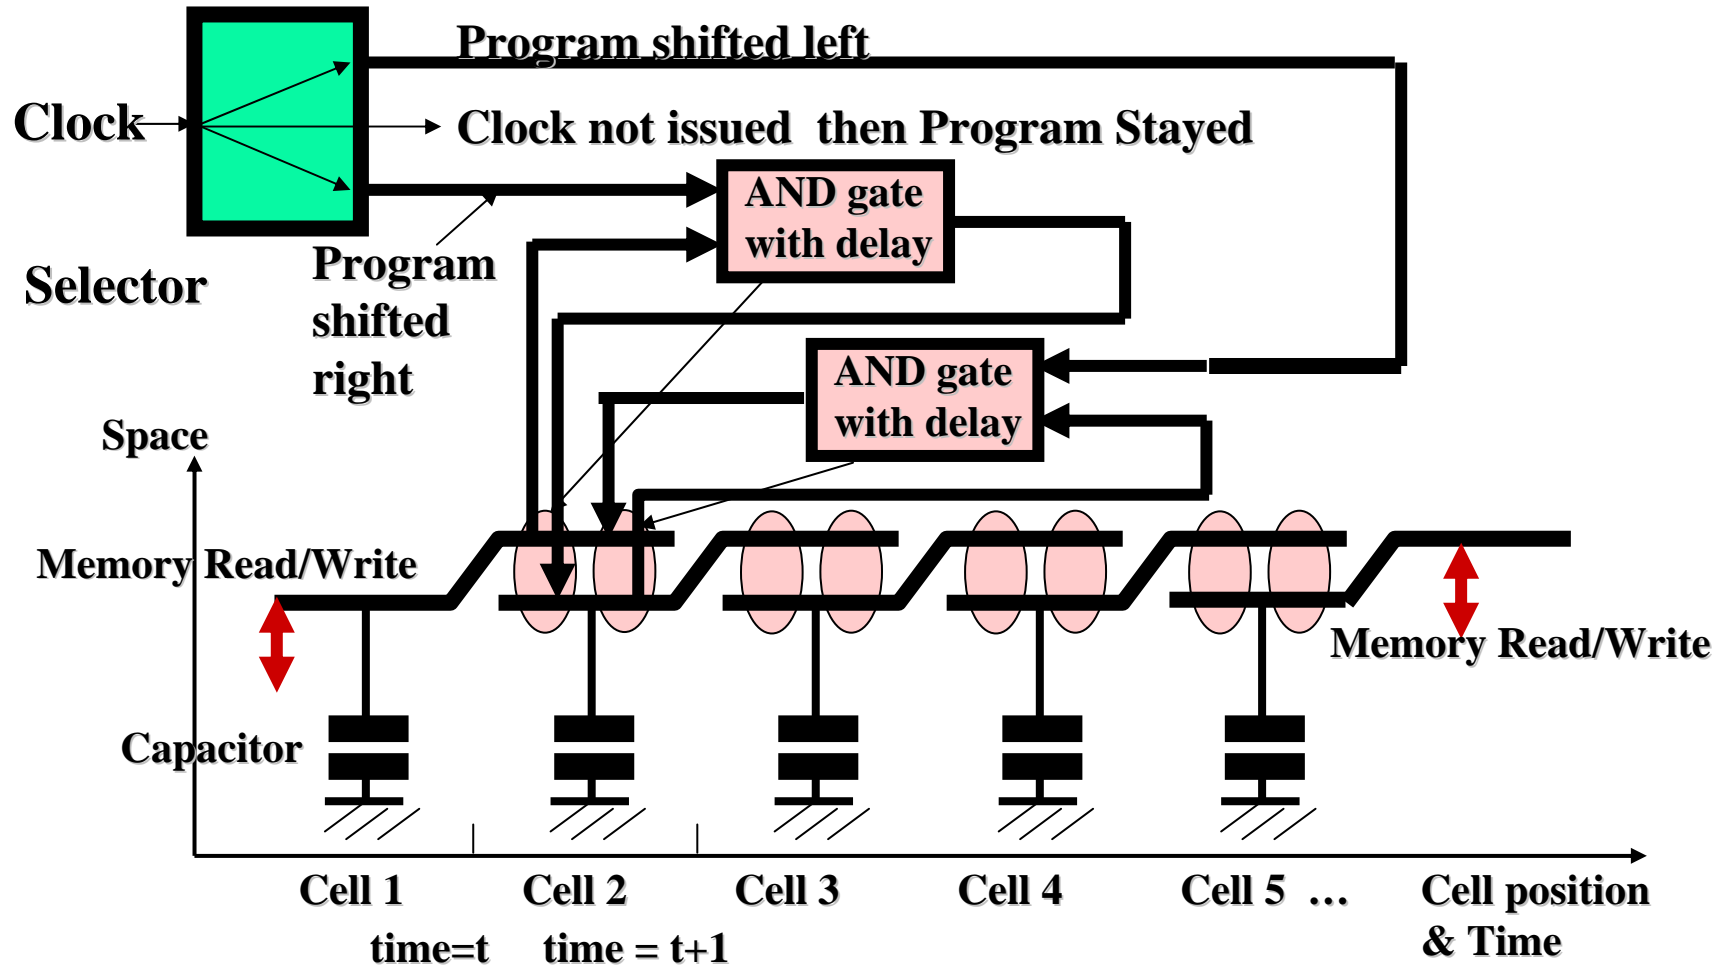 Program shifted left
Clock
Clock not issued then Program Stayed
AND gate
with delay
Selector
Program
shifted
right
AND gate
with delay
Space
Memory Read/Write
Memory Read/Write
Capacitor
Cell 1
Cell 2
Cell 3
Cell 4
Cell 5 …
Cell position
& Time
time=t
time = t+1